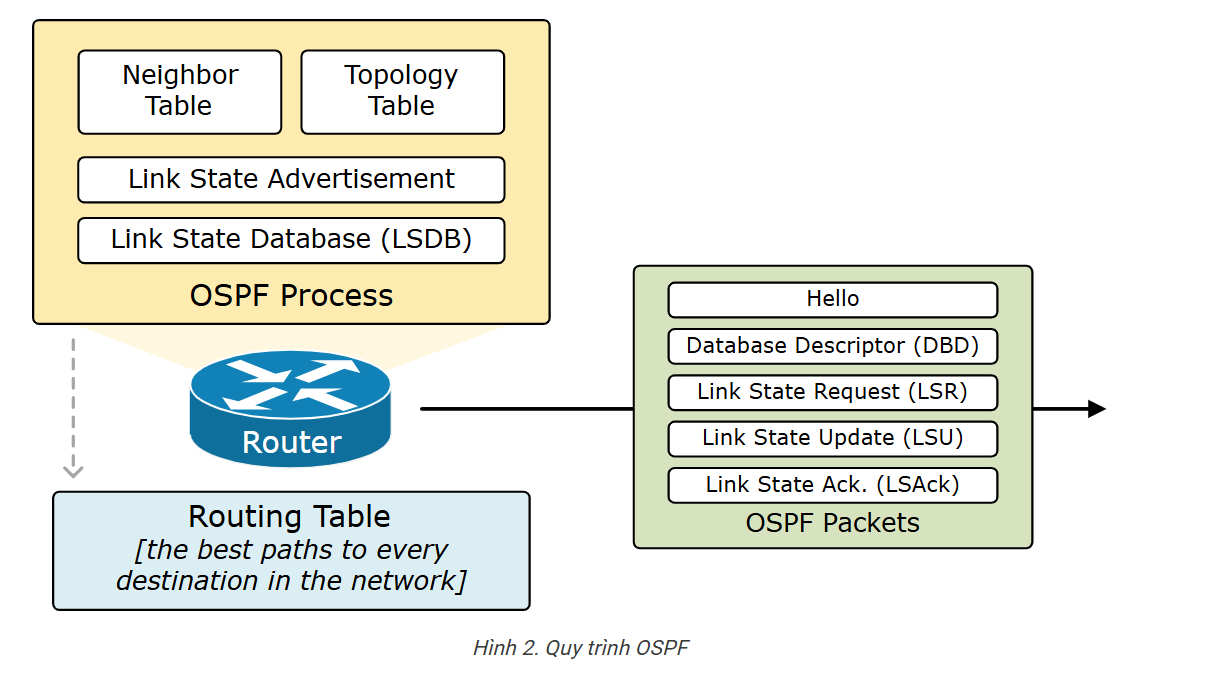 Neighbor
Table
Topology
Table
Link State Advertisement
Link State Database (LSDB)
OSPF Process
Router
Routing Table
[the best paths to every
destination in the network]
Hello
Database Descriptor (DBD)
Link State Request (LSR)
Link State Update (LSU)
Link State Ack. (LSAck)
OSPF Packets
Hình 2. Quy trình OSPF